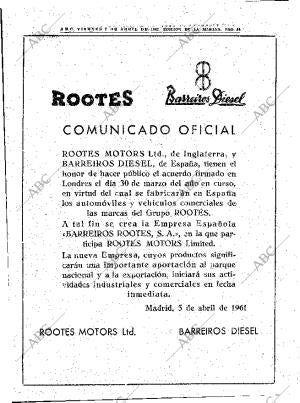 ABC. VIERNES 7 DE ABRIL DE 1961. EDICION DE LA MAÑANA. PAG.
ROOTES
Barreiros Diesel
COMUNICADO OFICIAL
ROOTES MOTORS Ltd., de Inglaterra, y
BARREIROS DIESEL, de España, tienen el
honor de hacer público el acuerdo firmado en
Londres el día 30 de marzo del año en curso,
en virtud del cual se fabricarán en España
los automóviles y vehículos comerciales de
las marcas del Grupo ROOTES.
A tal fin se crea la Empresa Española
«BARREIROS ROOTES, S. A.», en la que par-
ticipa ROOTES MOTORS Limited.
La nueva Empresa, cuyos productos signifi-
carán una importante aportación al parque
nacional y a la exportación, iniciará sus acti-
vidades industriales y comerciales en fecha
inmediata.
Madrid, 5 de abril de 1961
ROOTES MOTORS Ltd.
BARREIROS DIESEL